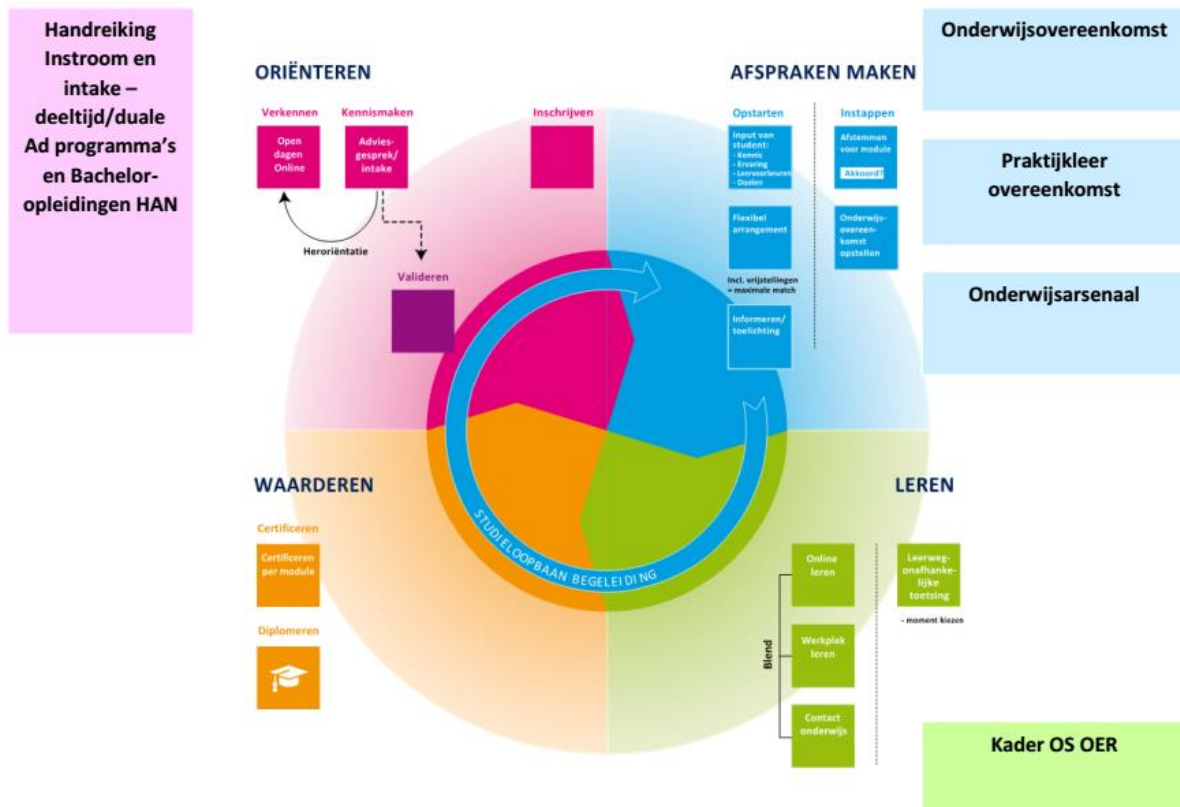 Handreiking
Instroom en
intake –
deeltijd/duale
Ad programma's
en Bachelor-
opleidingen HAN
ORIËNTEREN
Verkennen
Kennismaken
Inschrijven
Open
dagen
Online
Advies-
gesprek/
intake
Heroriëntatie
Valideren
AFSPRAKEN MAKEN
Opstarten
Instappen
Input van
student:
- Kennis
- Ervaring
- Leervoorkeuren
- Doelen
Afstemmen
voor module
Akkoord?
Flexibel
arrangement
Onderwijs-
overeen-
komst
opstellen
Incl. vrijstellingen
= maximale match
Informeren/
toelichting
Onderwijsovereenkomst
Praktijkleer
overeenkomst
Onderwijsarsenaal
STUDIELOOPBAAN BEGELEIDING
WAARDEREN
Certificeren
Certificeren
per module
Diplomeren
LEREN
Online
leren
Leerweg-
onafhanke-
lijke
toetsing
- moment kiezen
Blend
Werkplek
leren
Contact
onderwijs
Kader OS OER